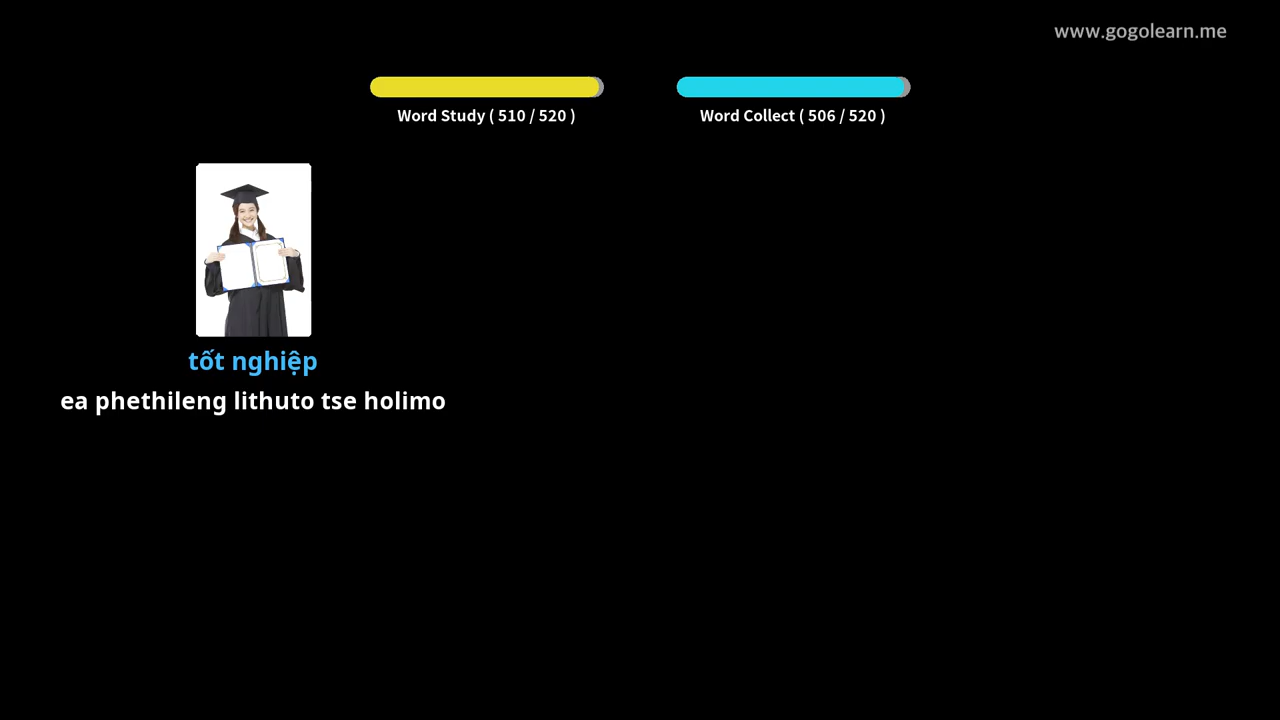 www.gogolearn.me
Word Study ( 510 / 520 )
Word Collect ( 506 / 520 )
tốt nghiệp
ea phethileng lithuto tse holimo